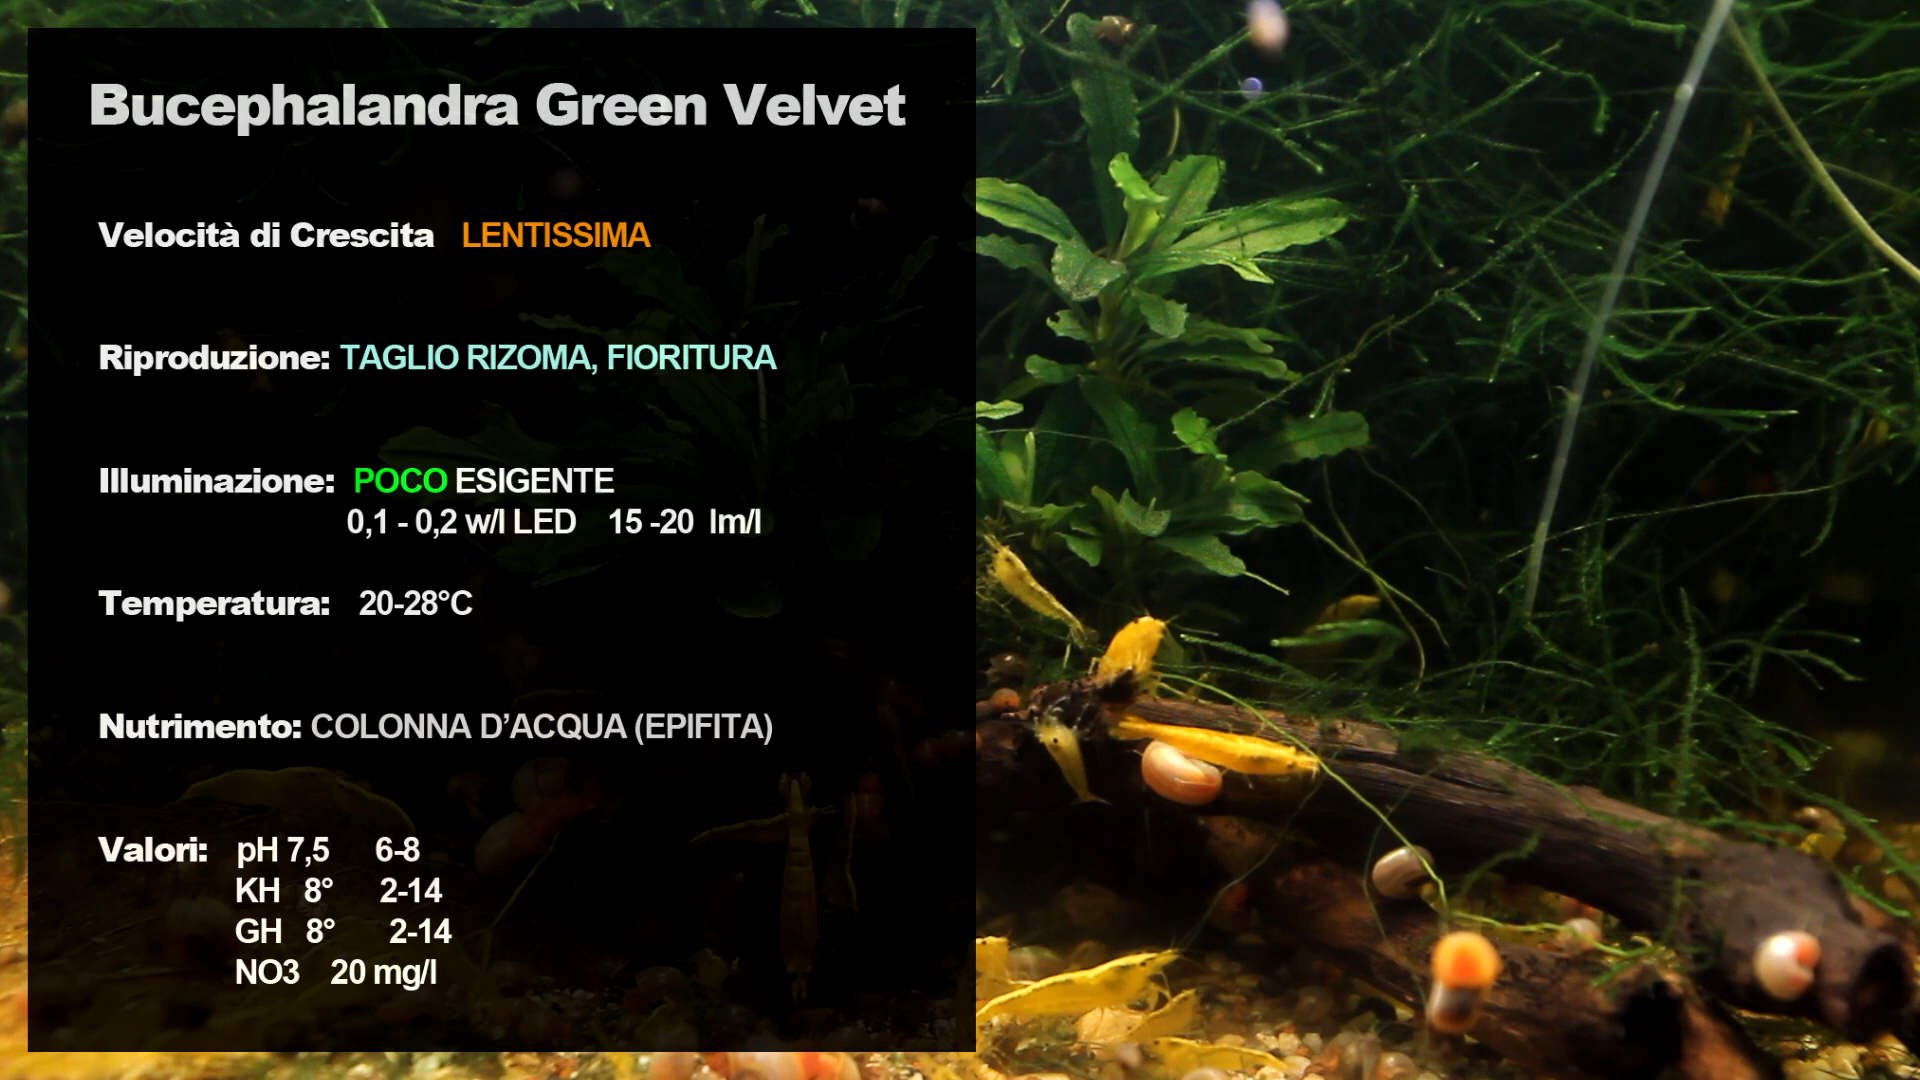 Bucephalandra Green Velvet
Velocità di Crescita LENTISSIMA
Riproduzione: TAGLIO RIZOMA, FIORITURA
Illuminazione: POCO ESIGENTE
0,1 - 0,2 w/l LED 15 -20 lm/l
Temperatura: 20-28°C
Nutrimento: COLONNA D’ACQUA (EPIFITA)
Valori: pH 7,5 6-8
KH 8° 2-14
GH 8° 2-14
NO3 20 mg/l